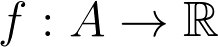 f : A → ℝ